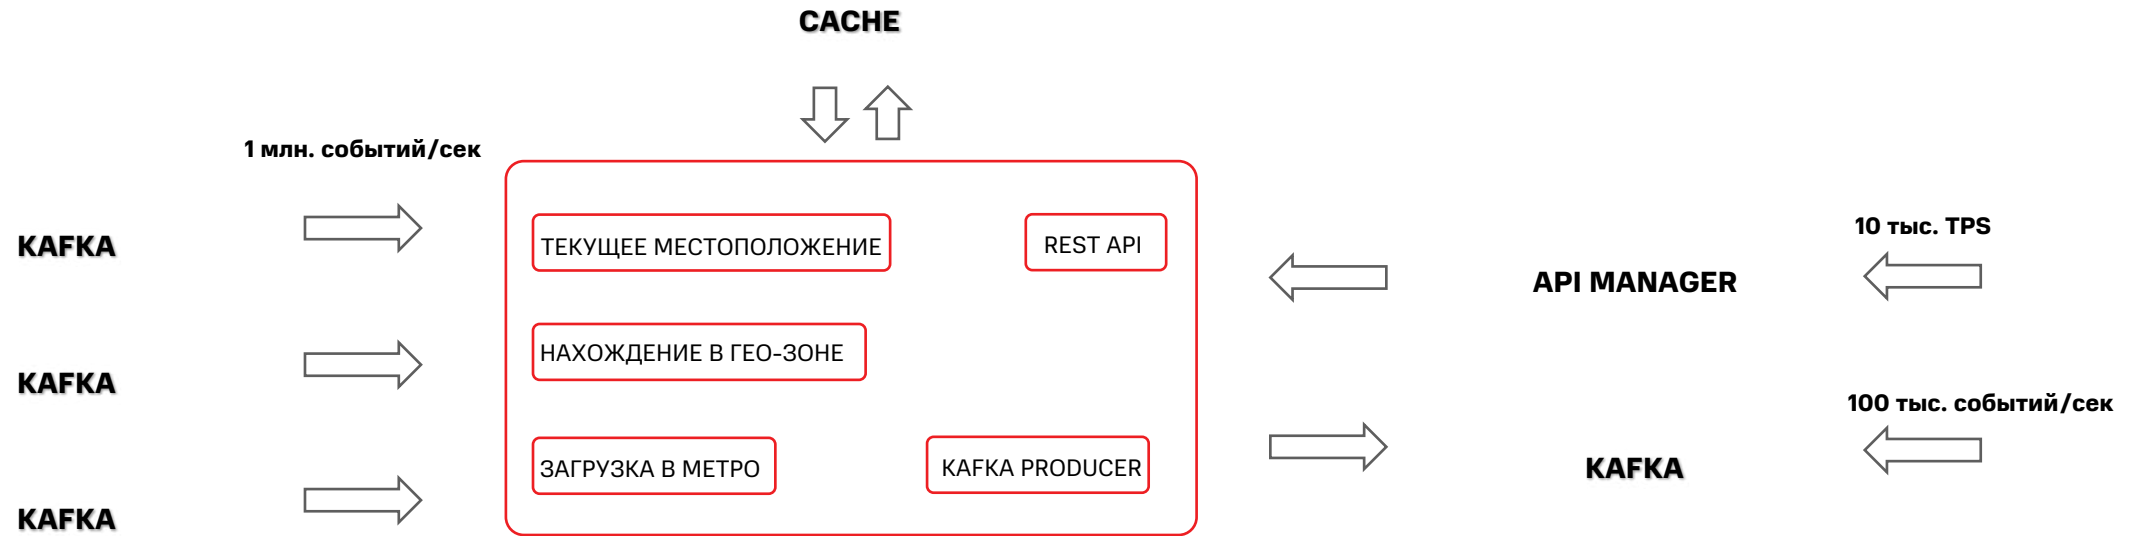 CACHE
1 млн. событий/сек
KAFKA
ТЕКУЩЕЕ МЕСТОПОЛОЖЕНИЕ
REST API
10 тыс. TPS
API MANAGER
KAFKA
НАХОЖДЕНИЕ В ГЕО-ЗОНЕ
100 тыс. событий/сек
KAFKA
ЗАГРУЗКА В МЕТРО
KAFKA PRODUCER
KAFKA